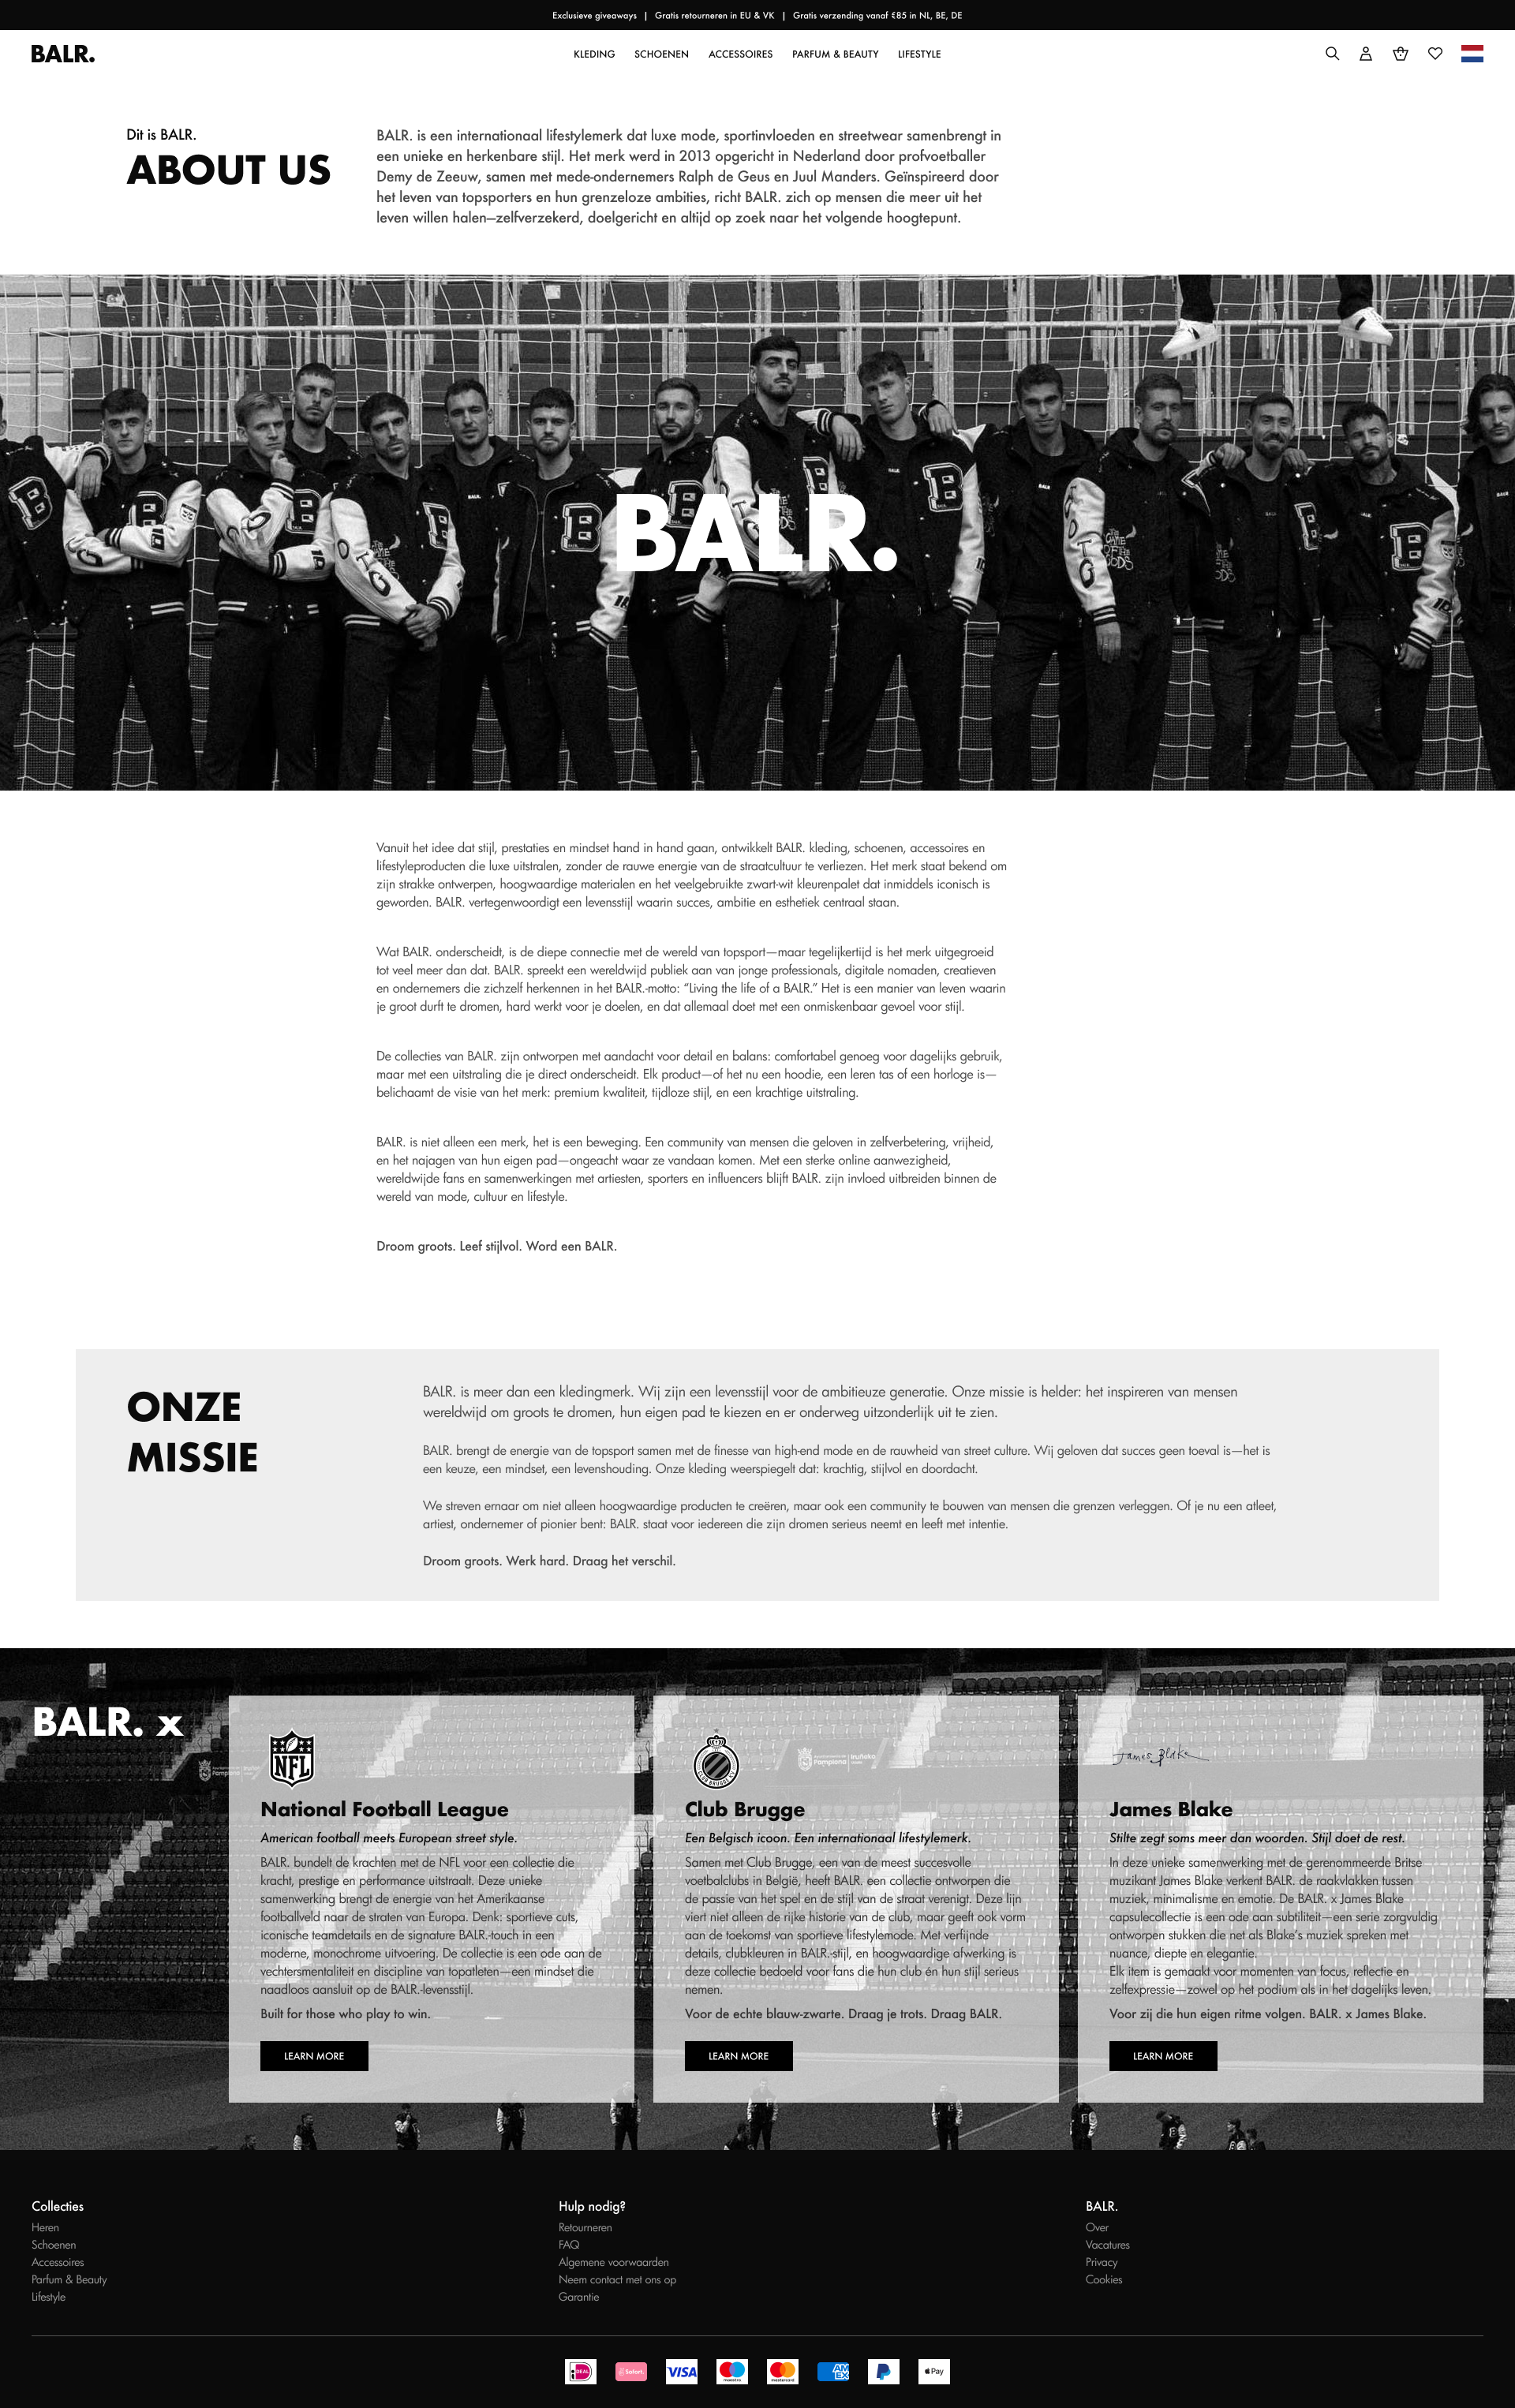 Exclusieve giveaways | Gratis retourneren in EU & VK | Gratis verzending vanaf €85 in NL, BE, DE
BALR.
KLEDING SCHOENEN ACCESSOIRES PARFUM & BEAUTY LIFESTYLE
Dit is BALR.
ABOUT US
BALR. is een internationaal lifestylemerk dat luxe mode, sportinvloeden en streetwear samenbrengt in
een unieke en herkenbare stijl. Het merk werd in 2013 opgericht in Nederland door profvoetballer
Demy de Zeeuw, samen met mede-ondernemers Ralph de Geus en Juul Manders. Geïnspireerd door
het leven van topsporters en hun grenzeloze ambities, richt BALR. zich op mensen die meer uit het
leven willen halen—zelfverzekerd, doelgericht en altijd op zoek naar het volgende hoogtepunt.
BALR.
Vanuit het idee dat stijl, prestaties en mindset hand in hand gaan, ontwikkelt BALR. kleding, schoenen, accessoires en
lifestyleproducten die luxe uitstralen, zonder de rauwe energie van de straatcultuur te verliezen. Het merk staat bekend om
zijn strakke ontwerpen, hoogwaardige materialen en het veelgebruikte zwart-wit kleurenpalet dat inmiddels iconisch is
geworden. BALR. vertegenwoordigt een levensstijl waarin succes, ambitie en esthetiek centraal staan.
Wat BALR. onderscheidt, is de diepe connectie met de wereld van topsport—maar tegelijkertijd is het merk uitgegroeid
tot veel meer dan dat. BALR. spreekt een wereldwijd publiek aan van jonge professionals, digitale nomaden, creatieven
en ondernemers die zichzelf herkennen in het BALR.-motto: “Living the life of a BALR.” Het is een manier van leven waarin
je groot durft te dromen, hard werkt voor je doelen, en dat allemaal doet met een onmiskenbaar gevoel voor stijl.
De collecties van BALR. zijn ontworpen met aandacht voor detail en balans: comfortabel genoeg voor dagelijks gebruik,
maar met een uitstraling die je direct onderscheidt. Elk product—of het nu een hoodie, een leren tas of een horloge is—
belichaamt de visie van het merk: premium kwaliteit, tijdloze stijl, en een krachtige uitstraling.
BALR. is niet alleen een merk, het is een beweging. Een community van mensen die geloven in zelfverbetering, vrijheid,
en het najagen van hun eigen pad—ongeacht waar ze vandaan komen. Met een sterke online aanwezigheid,
wereldwijde fans en samenwerkingen met artiesten, sporters en influencers blijft BALR. zijn invloed uitbreiden binnen de
wereld van mode, cultuur en lifestyle.
Droom groots. Leef stijlvol. Word een BALR.
ONZE
MISSIE
BALR. is meer dan een kledingmerk. Wij zijn een levensstijl voor de ambitieuze generatie. Onze missie is helder: het inspireren van mensen
wereldwijd om groots te dromen, hun eigen pad te kiezen en er onderweg uitzonderlijk uit te zien.
BALR. brengt de energie van de topsport samen met de finesse van high-end mode en de rauwheid van street culture. Wij geloven dat succes geen toeval is—het is
een keuze, een mindset, een levenshouding. Onze kleding weerspiegelt dat: krachtig, stijlvol en doordacht.
We streven ernaar om niet alleen hoogwaardige producten te creëren, maar ook een community te bouwen van mensen die grenzen verleggen. Of je nu een atleet,
artiest, ondernemer of pionier bent: BALR. staat voor iedereen die zijn dromen serieus neemt en leeft met intentie.
Droom groots. Werk hard. Draag het verschil.
BALR. x
NFL
National Football League
American football meets European street style.
BALR. bundelt de krachten met de NFL voor een collectie die
kracht, prestige en performance uitstraalt. Deze unieke
samenwerking brengt de energie van het Amerikaanse
footballveld naar de straten van Europa. Denk: sportieve cuts,
iconische teamdetails en de signature BALR.-touch in een
moderne, monochrome uitvoering. De collectie is een ode aan de
vechtersmentaliteit en discipline van topatleten—een mindset die
naadloos aansluit op de BALR.-levensstijl.
Built for those who play to win.
LEARN MORE
CLUB BRUGGE K.V.
Pamplona Iruñeko
Club Brugge
Een Belgisch icoon. Een internationaal lifestylemerk.
Samen met Club Brugge, een van de meest succesvolle
voetbalclubs in België, heeft BALR. een collectie ontworpen die
de passie van het spel en de stijl van de straat verenigt. Deze lijn
viert niet alleen de rijke historie van de club, maar geeft ook vorm
aan de toekomst van sportieve lifestylemode. Met verfijnde
details, clubkleuren in BALR.-stijl, en hoogwaardige afwerking is
deze collectie bedoeld voor fans die hun club én hun stijl serieus
nemen.
Voor de echte blauw-zwarte. Draag je trots. Draag BALR.
LEARN MORE
James Blake
James Blake
Stilte zegt soms meer dan woorden. Stijl doet de rest.
In deze unieke samenwerking met de gerenommeerde Britse
muzikant James Blake verkent BALR. de raakvlakken tussen
muziek, minimalisme en emotie. De BALR. x James Blake
capsulecollectie is een ode aan subtiliteit—een serie zorgvuldig
ontworpen stukken die net als Blake’s muziek spreken met
nuance, diepte en elegantie.
Elk item is gemaakt voor momenten van focus, reflectie en
zelfexpressie—zowel op het podium als in het dagelijks leven.
Voor zij die hun eigen ritme volgen. BALR. x James Blake.
LEARN MORE
Collecties
Heren
Schoenen
Accessoires
Parfum & Beauty
Lifestyle
Hulp nodig?
Retourneren
FAQ
Algemene voorwaarden
Neem contact met ons op
Garantie
BALR.
Over
Vacatures
Privacy
Cookies
iDEAL Sofort. VISA maestro mastercard AMEX Pay